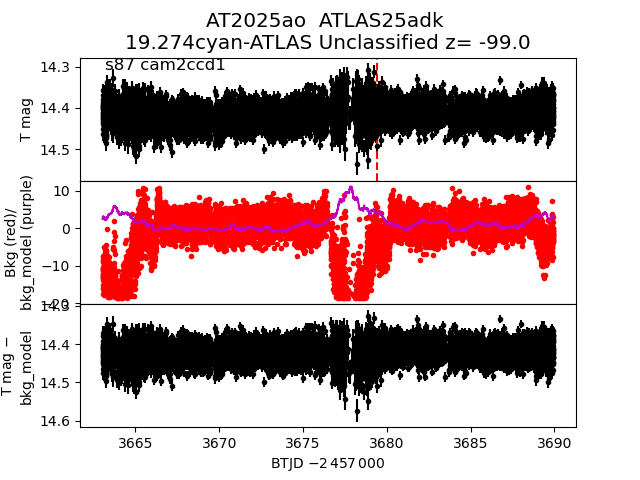 AT2025ao  ATLAS25adk
19.274cyan-ATLAS Unclassified z= -99.0
s87 cam2ccd1
14.3
14.4
14.5
T mag
10
0
−10
−20
Bkg (red)/
bkg_model (purple)
14.3
14.4
14.5
14.6
T mag −
bkg_model
3665 3670 3675 3680 3685 3690
BTJD −2 457 000